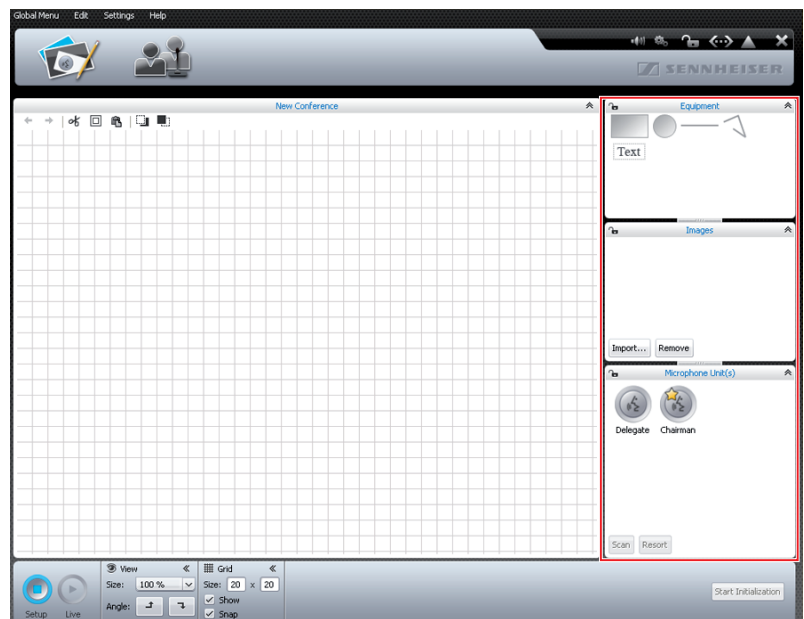 Global Menu Edit Settings Help
SENNHEISER
New Conference
Equipment
Text
Images
Import... Remove
Microphone Unit(s)
Delegate Chairman
Scan Resort
View
Size: 100 %
Angle:
Grid
Size: 20 x 20
Show
Snap
Setup Live
Start Initialization